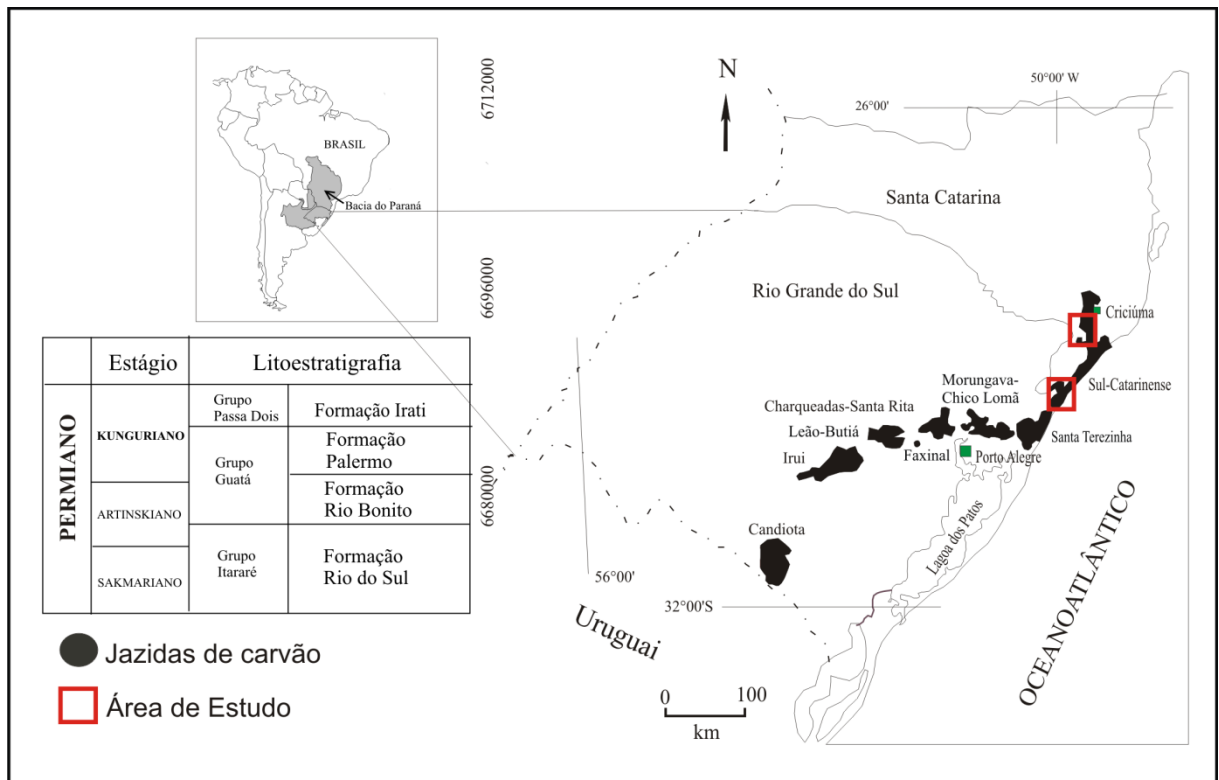 BRASIL
Bacia do Paraná
6712000
6696000
6680000
N
50°00' W
26°00'
Santa Catarina
Rio Grande do Sul
Criciúma
Sul-Catarinense
Morungava-
Chico Lomã
Charqueadas-Santa Rita
Leão-Butiá
Santa Terezinha
Irui
Faxinal
Porto Alegre
Candiota
Lagoa dos Patos
OCEANOATLÂNTICO
56°00'
32°00'S
Uruguai
0 100
km
PERMIANO
Estágio
Litoestratigrafia
KUNGURIANO
Grupo
Passa Dois
Formação Irati
Grupo
Guatá
Formação
Palermo
ARTINSKIANO
Formação
Rio Bonito
SAKMARIANO
Grupo
Itararé
Formação
Rio do Sul
Jazidas de carvão
Área de Estudo